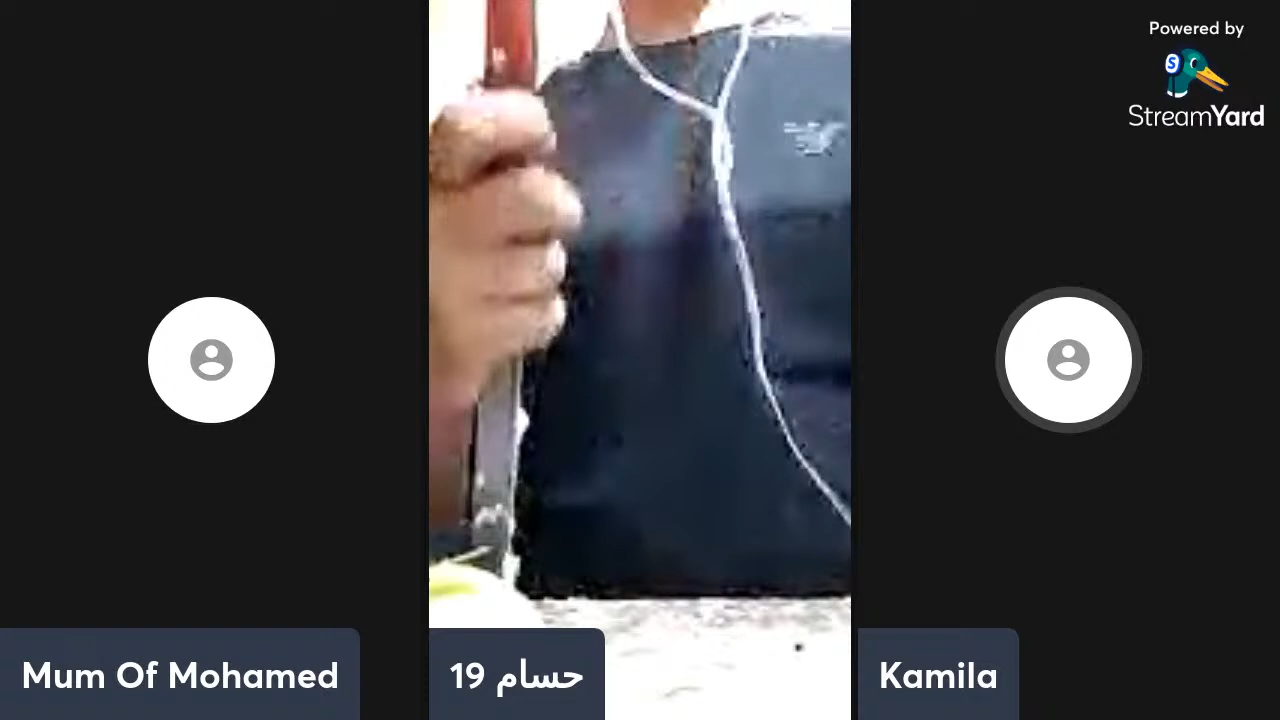 Powered by
S
StreamYard
Mum Of Mohamed
حسام 19
Kamila